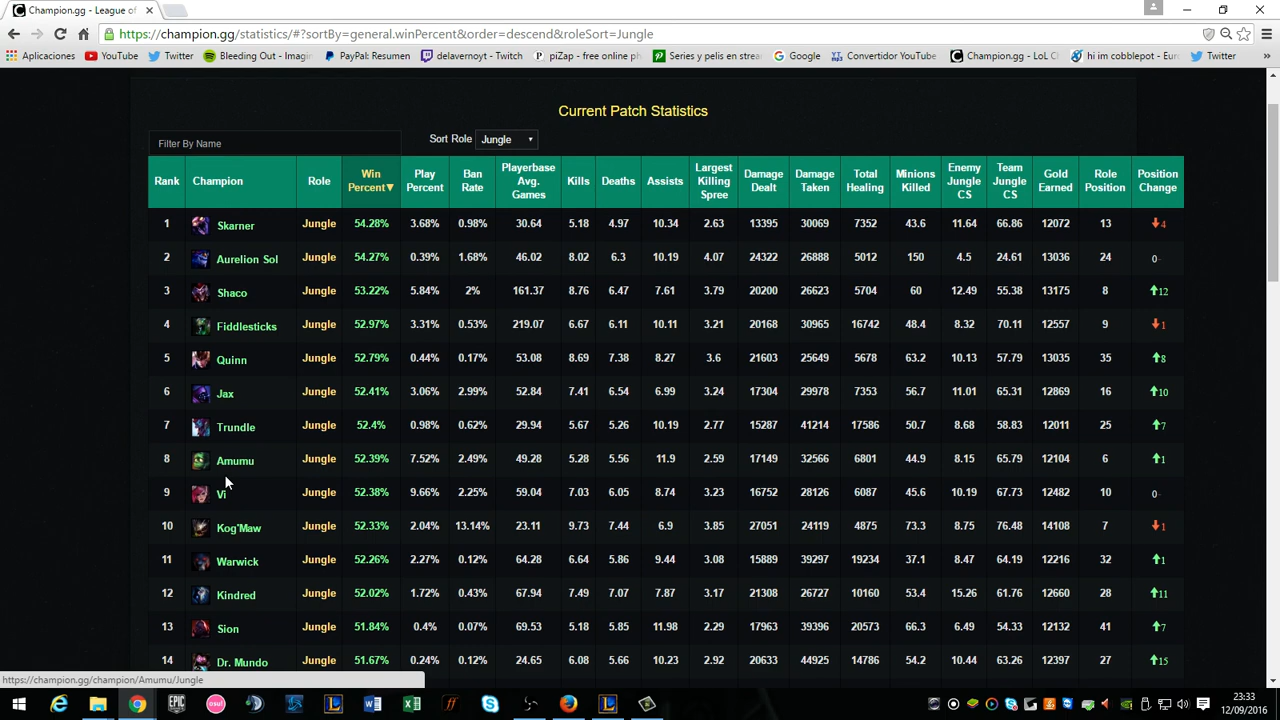 Champion.gg - League of
https://champion.gg/statistics/#?sortBy=general.winPercent&order=descend&roleSort=Jungle
Aplicaciones YouTube Twitter Bleeding Out - Imagin PayPal Resumen delavernoyt - Twitch piZap - free online ph Series y pelis en strea Google Convertidor YouTube Champion.gg - LoL C hi im cobblepot - Eur Twitter
Current Patch Statistics
Filter By Name Sort Role Jungle
Rank Champion Role Win Percent▼ Play Percent Ban Rate Playerbase Avg. Games Kills Deaths Assists Largest Killing Spree Damage Dealt Damage Taken Total Healing Minions Killed Enemy Jungle CS Team Jungle CS Gold Earned Role Position Position Change
1 Skarner Jungle 54.28% 3.68% 0.98% 30.64 5.18 4.97 10.34 2.63 13395 30069 7352 43.6 11.64 66.86 12072 13 4
2 Aurelion Sol Jungle 54.27% 0.39% 1.68% 46.02 8.02 6.3 10.19 4.07 24322 26888 5012 150 4.5 24.61 13036 24 0
3 Shaco Jungle 53.22% 5.84% 2% 161.37 8.76 6.47 7.61 3.79 20200 26623 5704 60 12.49 55.38 13175 8 12
4 Fiddlesticks Jungle 52.97% 3.31% 0.53% 219.07 6.67 6.11 10.11 3.21 20168 30965 16742 48.4 8.32 70.11 12557 9 1
5 Quinn Jungle 52.79% 0.44% 0.17% 53.08 8.69 7.38 8.27 3.6 21603 25649 5678 63.2 10.13 57.79 13035 35 8
6 Jax Jungle 52.41% 3.06% 2.99% 52.84 7.41 6.54 6.99 3.24 17304 29978 7353 56.7 11.01 65.31 12869 16 10
7 Trundle Jungle 52.4% 0.98% 0.62% 29.94 5.67 5.26 10.19 2.77 15287 41214 17586 50.7 8.68 58.83 12011 25 7
8 Amumu Jungle 52.39% 7.52% 2.49% 49.28 5.28 5.56 11.9 2.59 17149 32566 6801 44.9 8.15 65.9 12104 6 1
9 Vi Jungle 52.38% 9.66% 2.25% 59.04 7.03 6.05 8.74 3.23 16752 28126 6087 45.6 10.19 67.73 12482 10 0
10 Kog'Maw Jungle 52.33% 2.04% 13.14% 23.11 9.73 7.44 6.9 3.85 27051 24119 4875 73.3 8.75 76.48 14108 7 1
11 Warwick Jungle 52.26% 2.27% 0.12% 64.28 6.64 5.86 9.44 3.08 15889 39297 19234 37.1 8.47 64.19 12216 32 1
12 Kindred Jungle 52.02% 1.72% 0.43% 67.94 7.49 7.07 7.87 3.17 21308 26727 10160 53.4 15.26 61.76 12660 28 11
13 Sion Jungle 51.84% 0.4% 0.07% 69.53 5.18 5.85 11.98 2.29 17963 39396 20573 66.3 6.49 54.33 12132 41 7
14 Dr. Mundo Jungle 51.67% 0.24% 0.12% 24.65 6.08 5.66 10.23 2.92 20633 44925 14786 54.2 10.44 63.26 12397 27 15
https://champion.gg/champion/Amumu/Jungle
EPIC GAMES osu!
23:33
12/09/2016